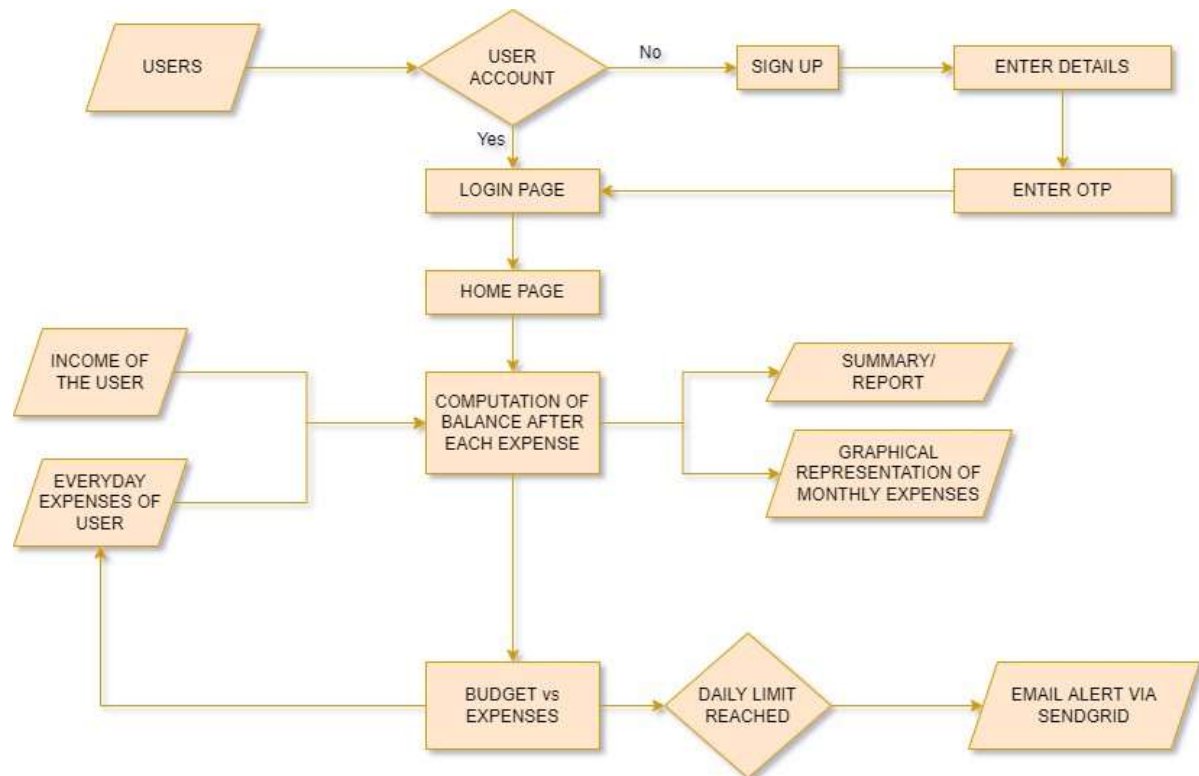 USERS
USER
ACCOUNT
No
SIGN UP
ENTER DETAILS
Yes
LOGIN PAGE
ENTER OTP
HOME PAGE
INCOME OF
THE USER
COMPUTATION OF
BALANCE AFTER
EACH EXPENSE
SUMMARY/
REPORT
EVERYDAY
EXPENSES OF
USER
GRAPHICAL
REPRESENTATION OF
MONTHLY EXPENSES
BUDGET vs
EXPENSES
DAILY LIMIT
REACHED
EMAIL ALERT VIA
SENDGRID